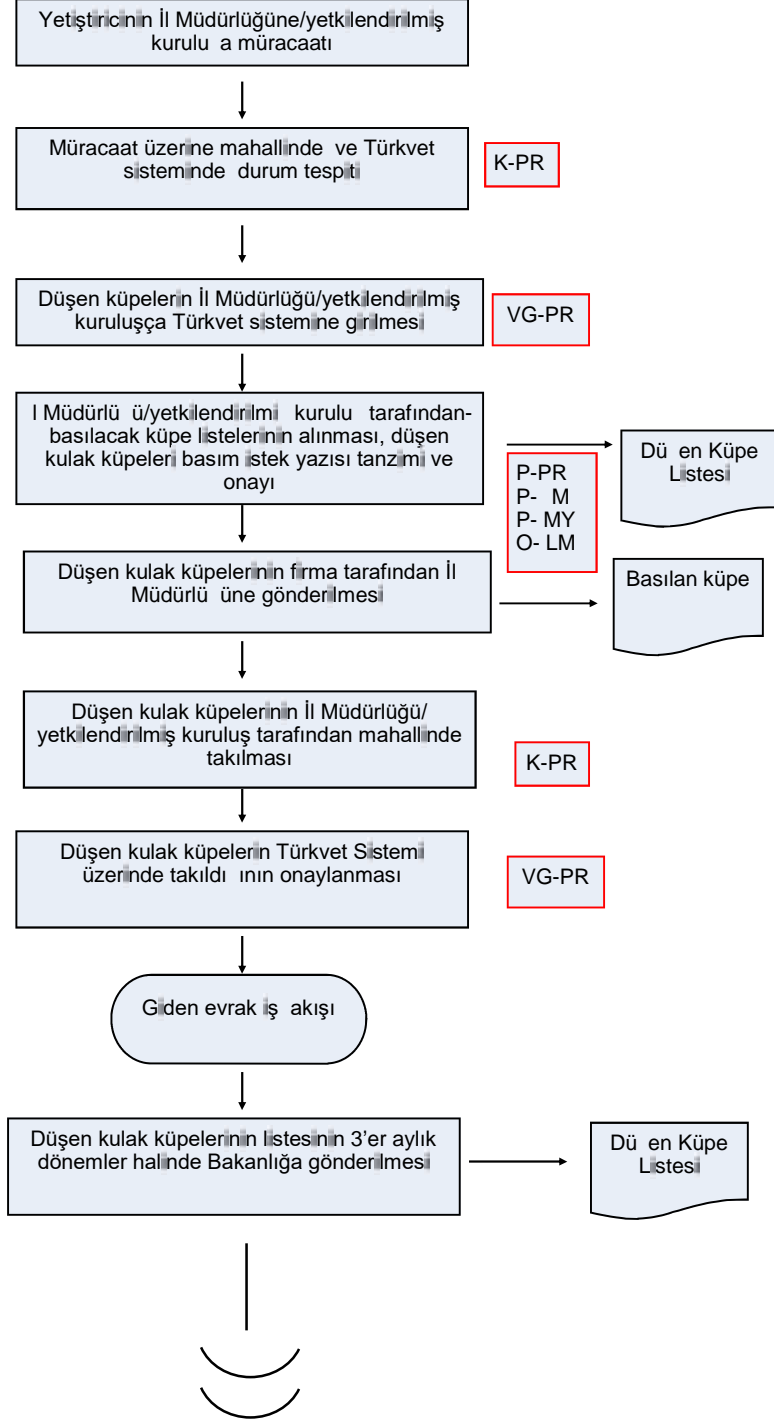 Yetiştiricinin İl Müdürlüğüne/yetkilendirilmiş
kurulu a müracaatı
Müracaat üzerine mahallinde ve Türkvet
sisteminde durum tespiti
K-PR
Düşen küpelerin İl Müdürlüğü/yetkilendirilmiş
kuruluşça Türkvet sistemine girilmesi
VG-PR
l Müdürlü ü/yetkilendirilmi kurulu tarafından-
basılacak küpe listelerinin alınması, düşen
kulak küpeleri basım istek yazısı tanzimi ve
onayı
P-PR
P- M
P- MY
O- LM
Dü en Küpe
Listesi
Düşen kulak küpelerinin firma tarafından İl
Müdürlü üne gönderilmesi
Basılan küpe
Düşen kulak küpelerinin İl Müdürlüğü/
yetkilendirilmiş kuruluş tarafından mahallinde
takılması
K-PR
Düşen kulak küpelerin Türkvet Sistemi
üzerinde takıldı ının onaylanması
VG-PR
Giden evrak iş akışı
Düşen kulak küpelerinin listesinin 3’er aylık
dönemler halinde Bakanlığa gönderilmesi
Dü en Küpe
Listesi